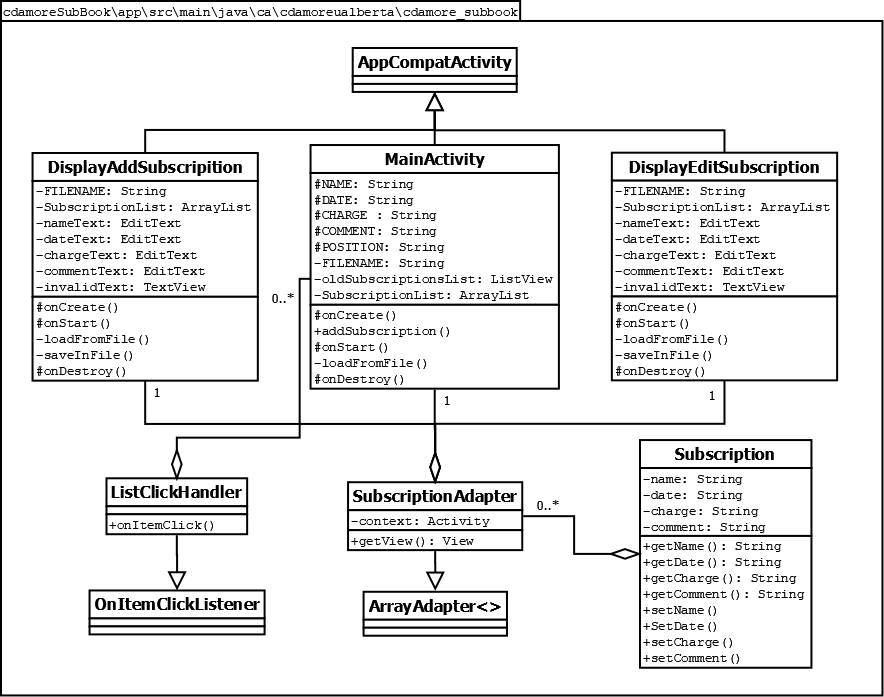 cdamoreSubBook\app\src\main\java\ca\cdamoreualberta\cdamore_subbook
AppCompatActivity
DisplayAddSubscripition
-FILENAME: String
-SubscriptionList: ArrayList
-nameText: EditText
-dateText: EditText
-chargeText: EditText
-commentText: EditText
-invalidText: TextView
#onCreate()
#onStart()
-loadFromFile()
-saveInFile()
#onDestroy()
1
MainActivity
#NAME: String
#DATE: String
#CHARGE : String
#COMMENT: String
#POSITION: String
-FILENAME: String
-oldSubscriptionsList: ListView
-SubscriptionList: ArrayList
#onCreate()
+addSubscription()
#onStart()
-loadFromFile()
#onDestroy()
0..*
1
DisplayEditSubscription
-FILENAME: String
-SubscriptionList: ArrayList
-nameText: EditText
-dateText: EditText
-chargeText: EditText
-commentText: EditText
-invalidText: TextView
#onCreate()
#onStart()
-loadFromFile()
-saveInFile()
#onDestroy()
1
ListClickHandler
+onItemClick()
OnItemClickListener
SubscriptionAdapter
-context: Activity
+getView(): View
0..*
ArrayAdapter<>
Subscription
-name: String
-date: String
-charge: String
-comment: String
+getName(): String
+getDate(): String
+getCharge(): String
+getComment(): String
+setName()
+SetDate()
+setCharge()
+setComment()